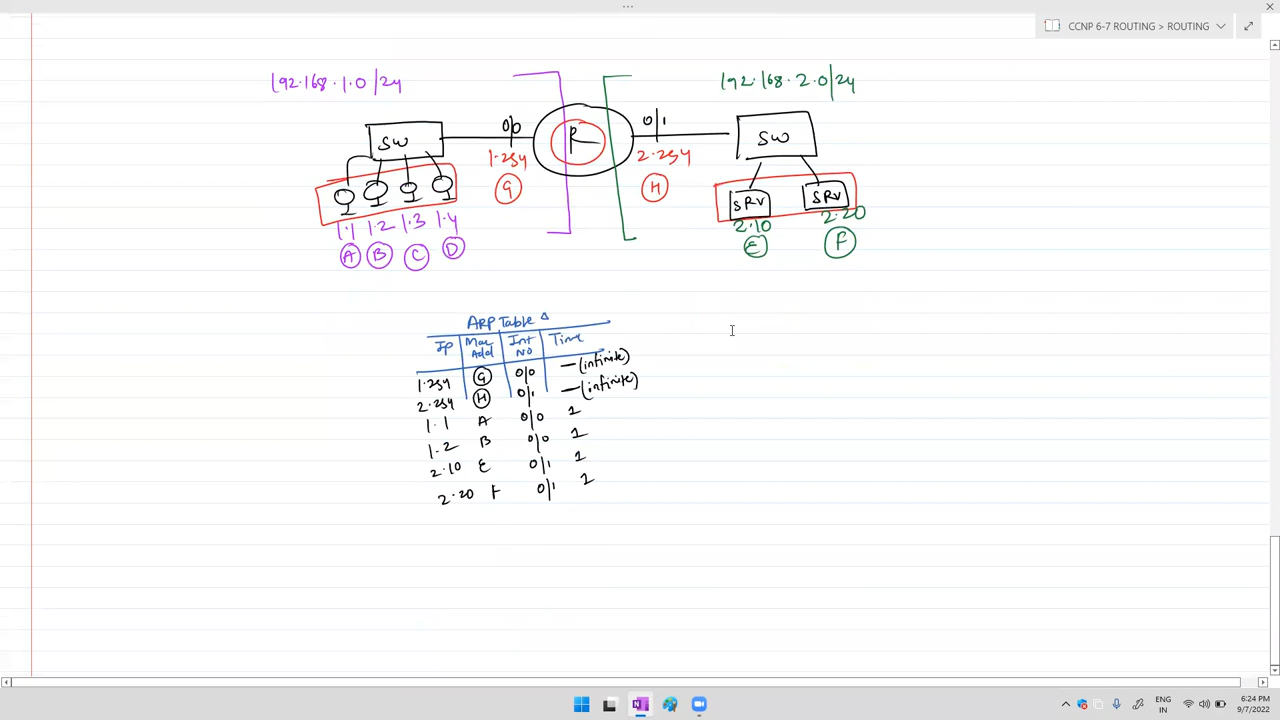 CCNP 6-7 ROUTING > ROUTING
192.168.1.0/24
192.168.2.0/24
SW
0/0
R
0/1
SW
1.254
2.254
G
H
SRV
SRV
1.1 1.2 1.3 1.4
2.10
2.20
A B C D
E
F
ARP Table
IP Mac Add Int NO Time
1.254 G 0/0 — (infinite)
2.254 H 0/1 — (infinite)
1.1 A 0/0 1
1.2 B 0/0 1
2.10 E 0/1 1
2.20 F 0/1 1
ENG
IN
6:24 PM
9/7/2022